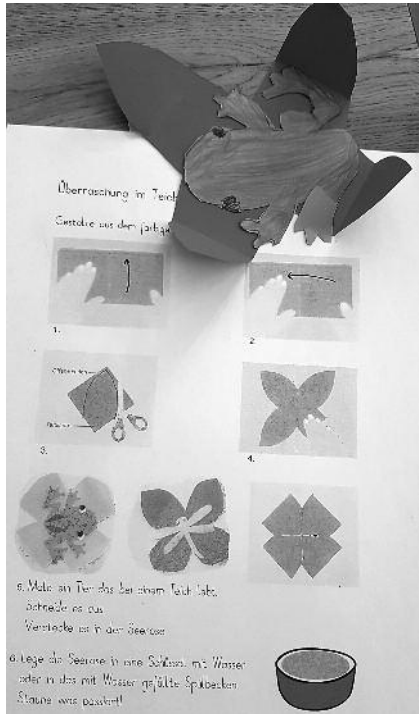 Überraschung im Teich
Gestalte aus dem farbigen
1.
2.
3.
4.
5. Male ein Tier das bei einem Teich lebt.
Schneide es aus
Verstecke es in der Seerose
6. Lege die Seerose in eine Schüssel mit Wasser
oder in das mit Wasser gefüllte Spülbecken
Staune was passiert!